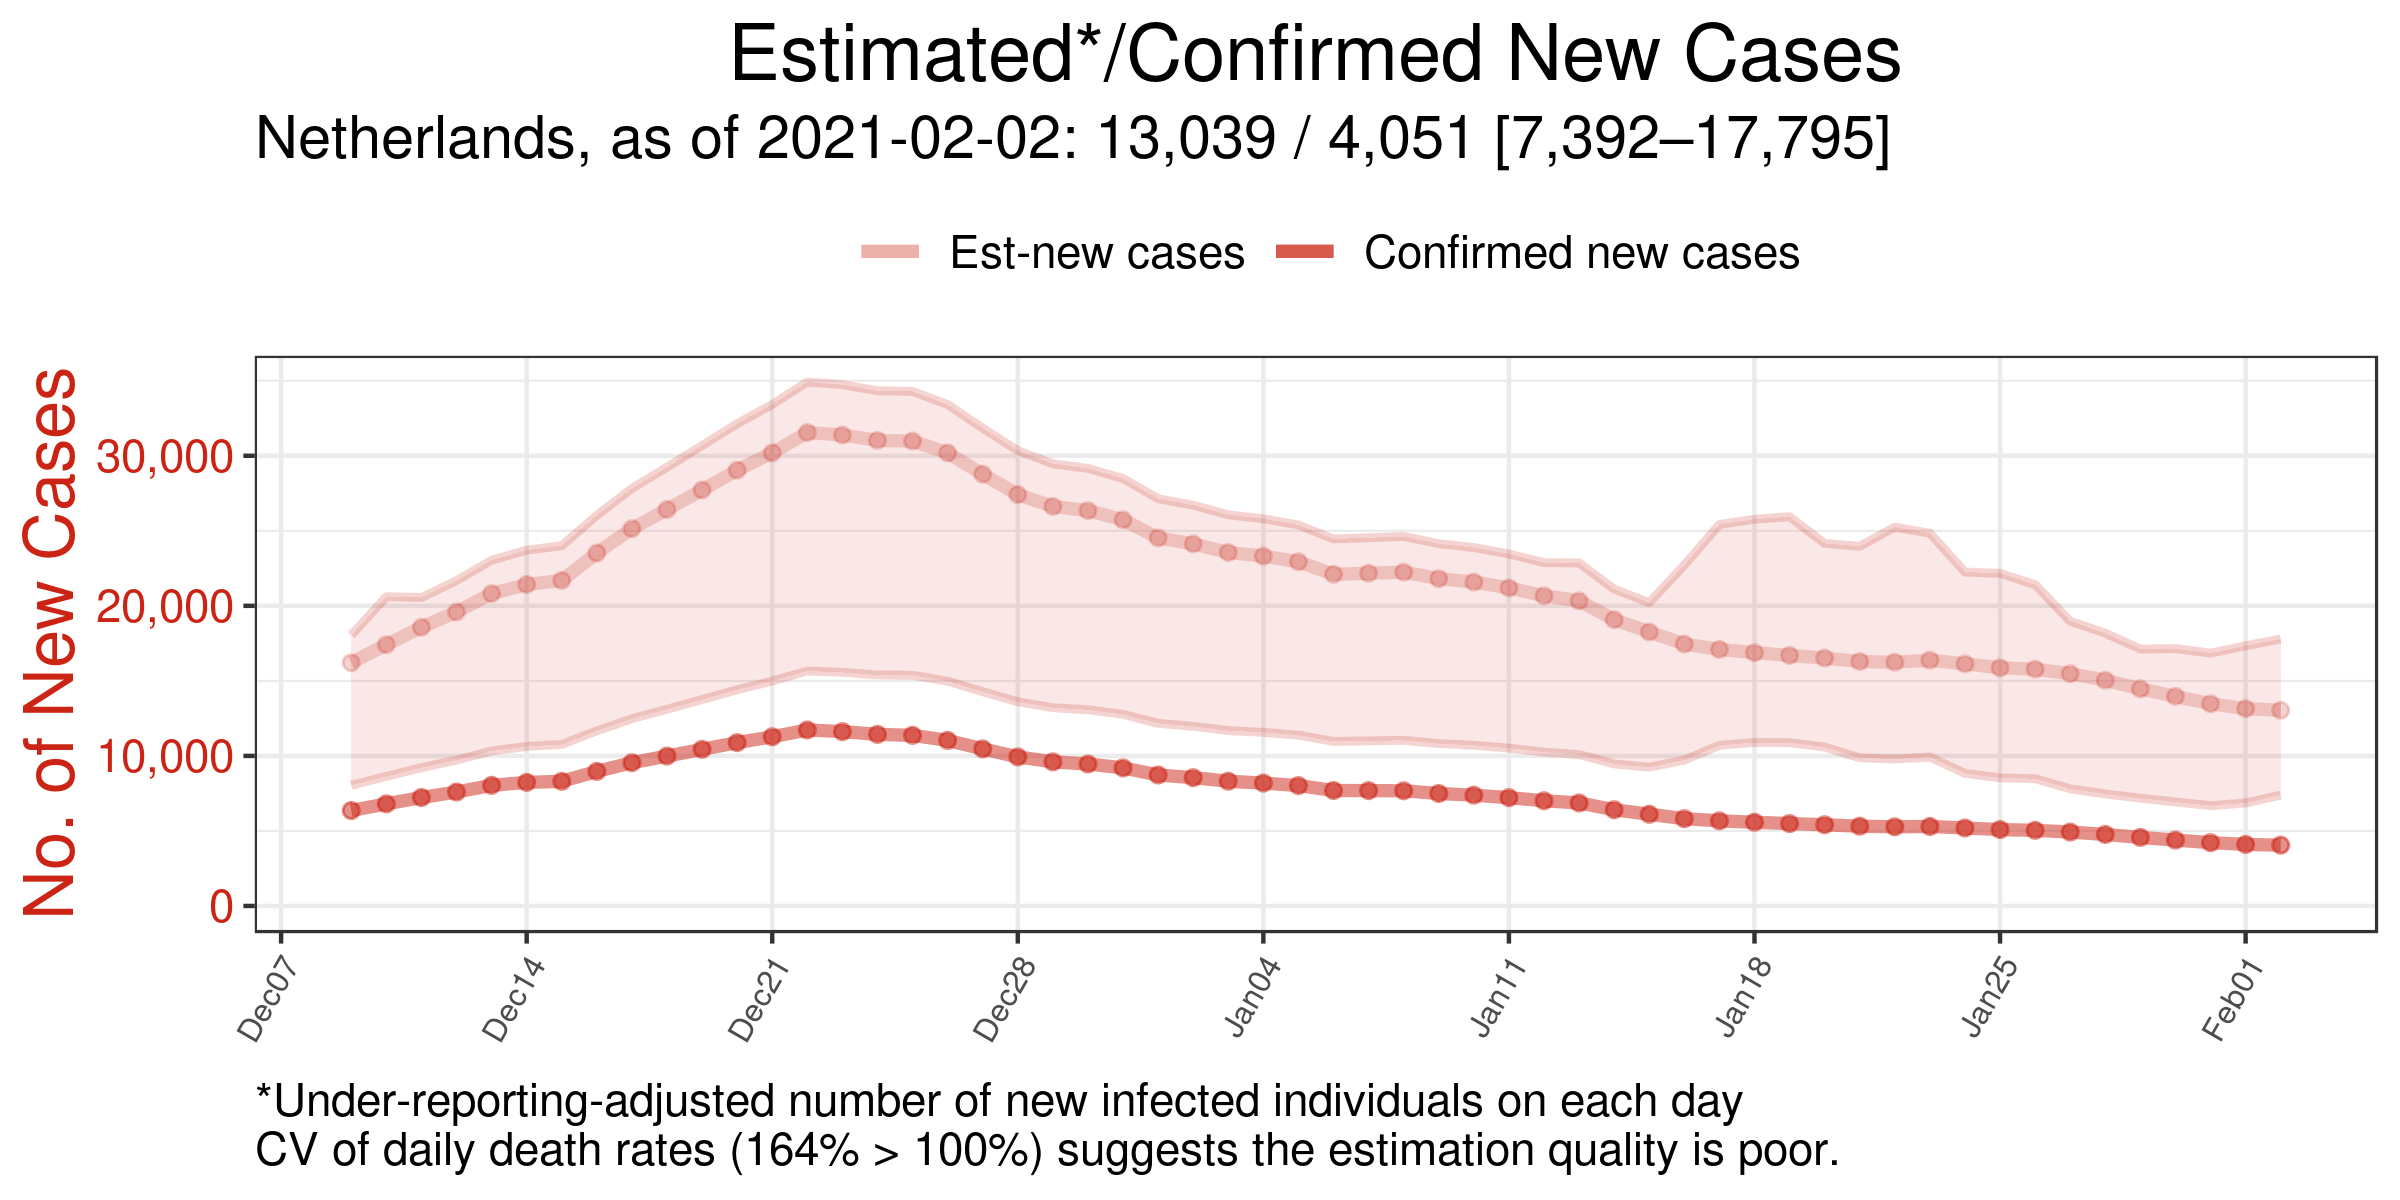 Estimated*/Confirmed New Cases
Netherlands, as of 2021-02-02: 13,039 / 4,051 [7,392–17,795]
Est-new cases
Confirmed new cases
No. of New Cases
30,000
20,000
10,000
0
Dec07
Dec14
Dec21
Dec28
Jan04
Jan11
Jan18
Jan25
Feb01
*Under-reporting-adjusted number of new infected individuals on each day
CV of daily death rates (164% > 100%) suggests the estimation quality is poor.